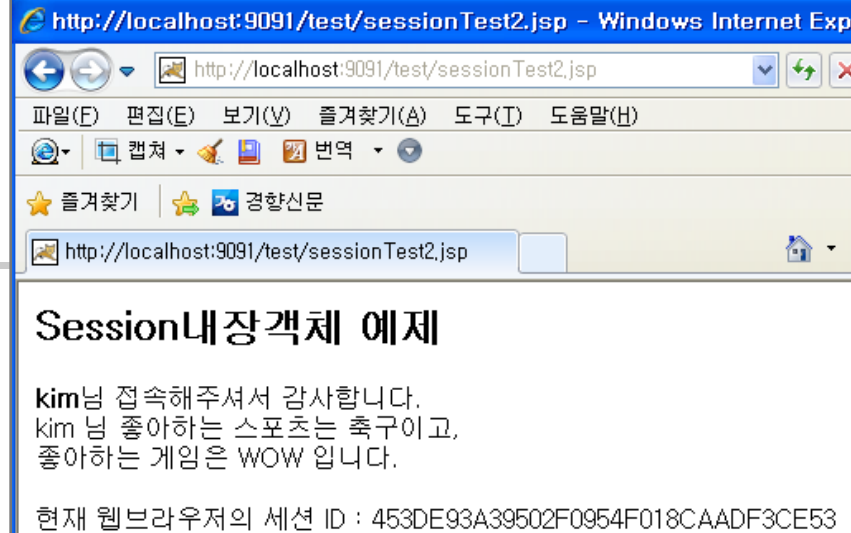 http://localhost:9091/test/sessionTest2.jsp - Windows Internet Exp
http://localhost:9091/test/sessionTest2.jsp
파일(F) 편집(E) 보기(V) 즐겨찾기(A) 도구(T) 도움말(H)
캡쳐 번역
즐겨찾기 경향신문
http://localhost:9091/test/sessionTest2.jsp
Session내장객체 예제
kim님 접속해주셔서 감사합니다.
kim 님 좋아하는 스포츠는 축구이고,
좋아하는 게임은 WOW 입니다.
현재 웹브라우저의 세션 ID : 453DE93A39502F0954F018CAADF3CE53